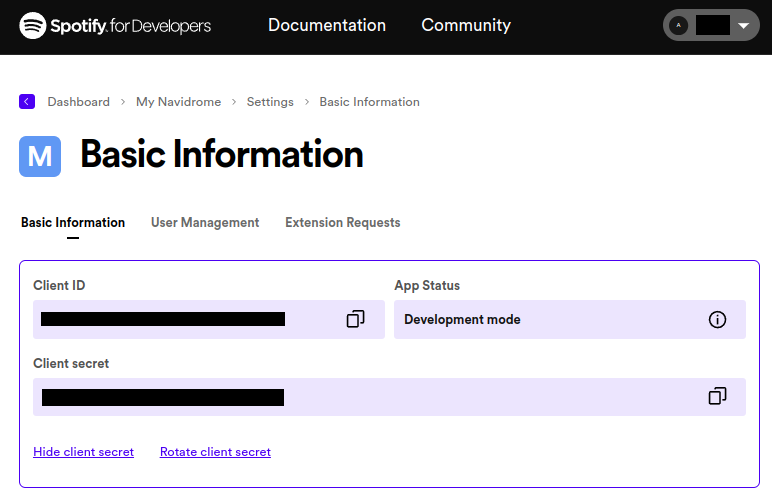 Spotify for Developers Documentation Community A
Dashboard > My Navidrome > Settings > Basic Information
M Basic Information
Basic Information User Management Extension Requests
Client ID App Status
Development mode
Client secret
Hide client secret Rotate client secret